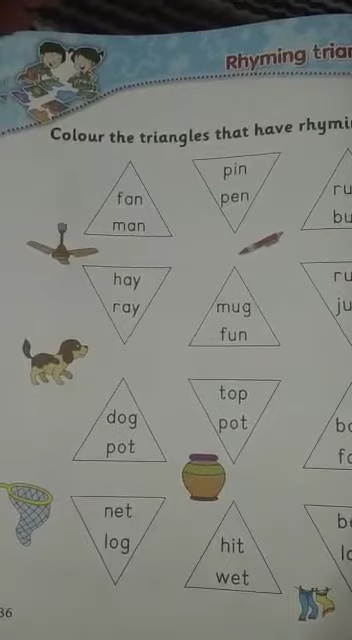 Rhyming
Colour the triangles that have
fan
man
pin
pen
hay
ray
mug
fun
dog
pot
top
pot
net
log
hit
wet
36